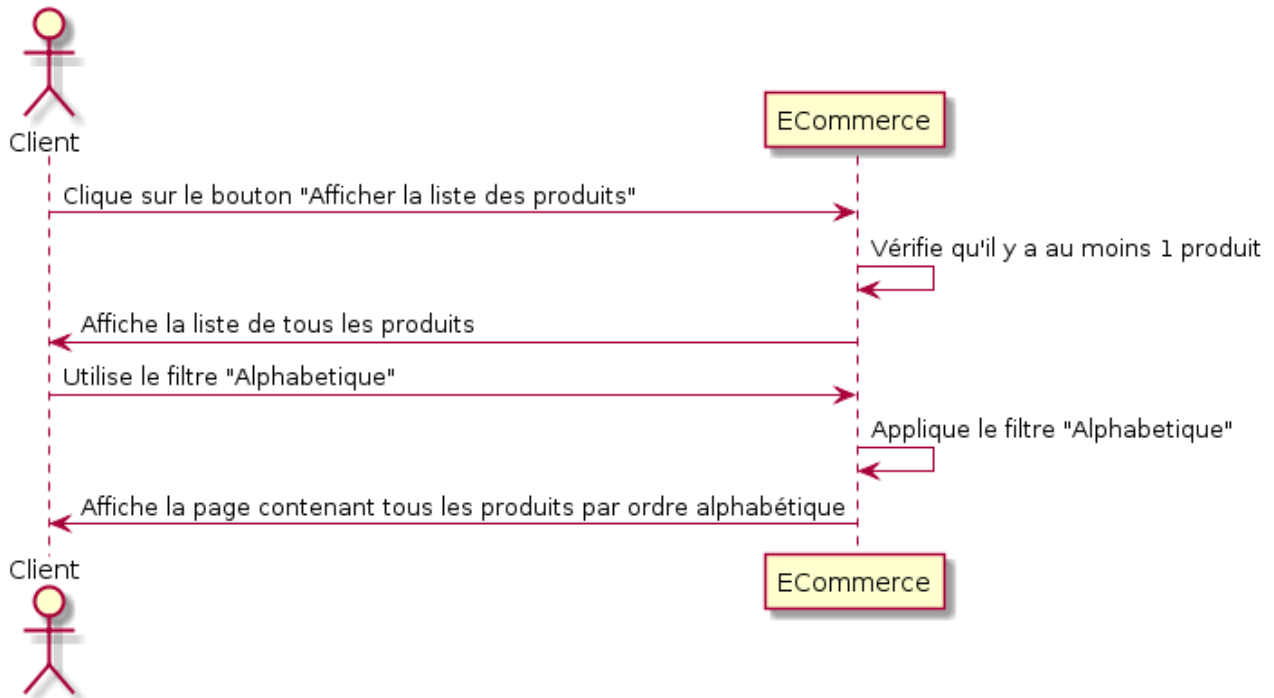 Client
ECommerce
Clique sur le bouton "Afficher la liste des produits"
Vérifie qu'il y a au moins 1 produit
Affiche la liste de tous les produits
Utilise le filtre "Alphabetique"
Applique le filtre "Alphabetique"
Affiche la page contenant tous les produits par ordre alphabétique
Client
ECommerce